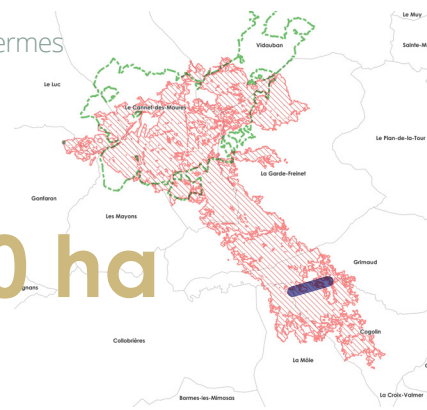 Le Muy
ermes
Vidauban
Sainte-M
Le Luc
Le Cannet-des-Maures
Le Plan-de-la-Tour
La Garde-Freinet
Gonfaron
Les Mayons
0 ha
Grimaud
gnans
Cogolin
Collobrières
La Môle
Bormes-les-Mimosas
La Croix-Valmer